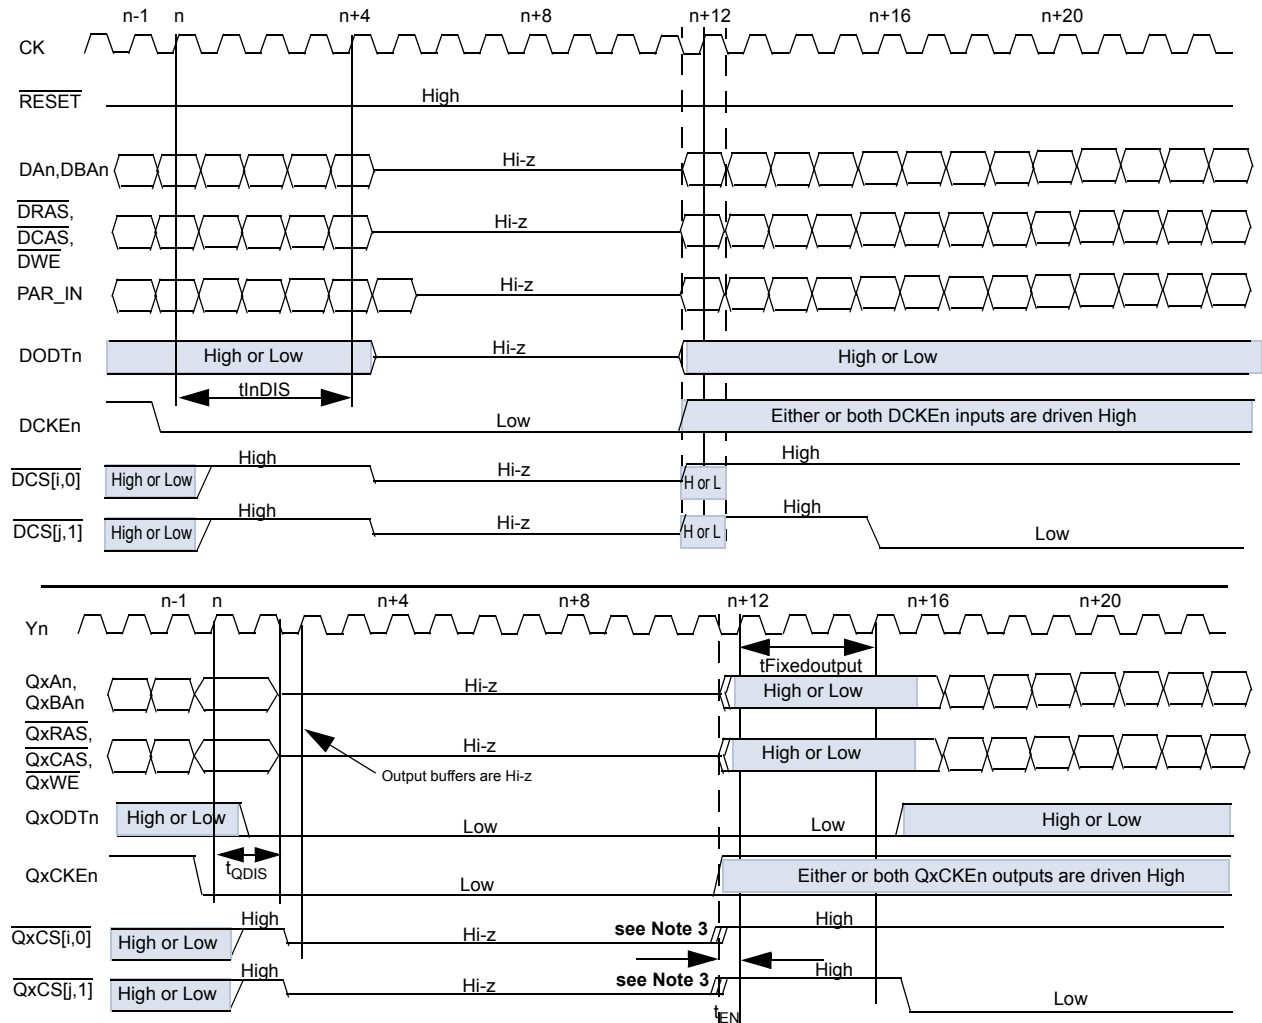 n-1 n n+4 n+8 n+12 n+16 n+20
CK
RESET High
DAn,DBAn Hi-z
DRAS,
DCAS, Hi-z
DWE
PAR_IN Hi-z
DODTn High or Low Hi-z High or Low
tInDIS
DCKEn Low Either or both DCKEn inputs are driven High
DCS[i,0] High or Low High Hi-z H or L High
DCS[j,1] High or Low High Hi-z H or L High Low
n-1 n n+4 n+8 n+12 n+16 n+20
Yn
tFixedoutput
QxAn,
QxBAn Hi-z High or Low
QxRAS,
QxCAS, Hi-z High or Low
QxWE
Output buffers are Hi-z
QxODTn High or Low Low Low High or Low
tQDIS
QxCKEn Low Either or both QxCKEn outputs are driven High
QxCS[i,0] High or Low High Hi-z see Note 3 High
QxCS[j,1] High or Low High Hi-z see Note 3 High Low
tEN